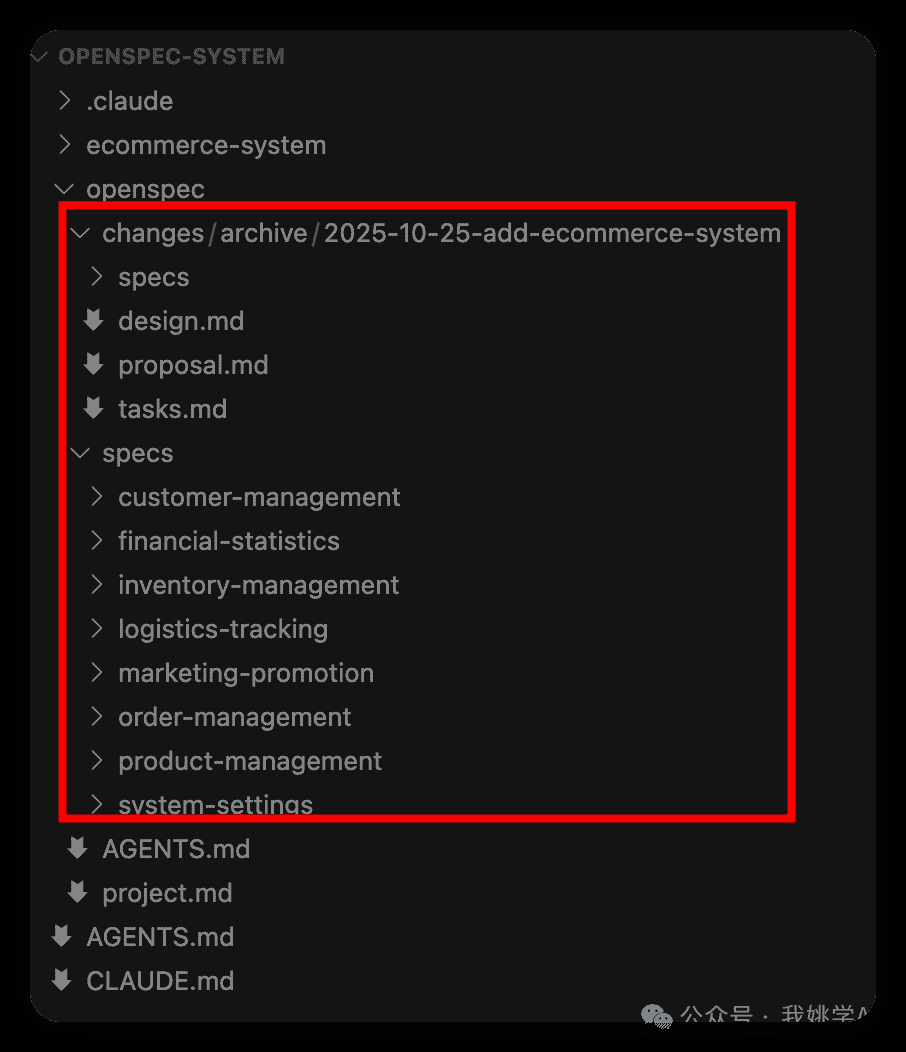 OPENSPEC-SYSTEM
.claude
ecommerce-system
openspec
changes/archive/2025-10-25-add-ecommerce-system
specs
design.md
proposal.md
tasks.md
specs
customer-management
financial-statistics
inventory-management
logistics-tracking
marketing-promotion
order-management
product-management
system-settings
AGENTS.md
project.md
AGENTS.md
CLAUDE.md
公众号 · 我姚学A